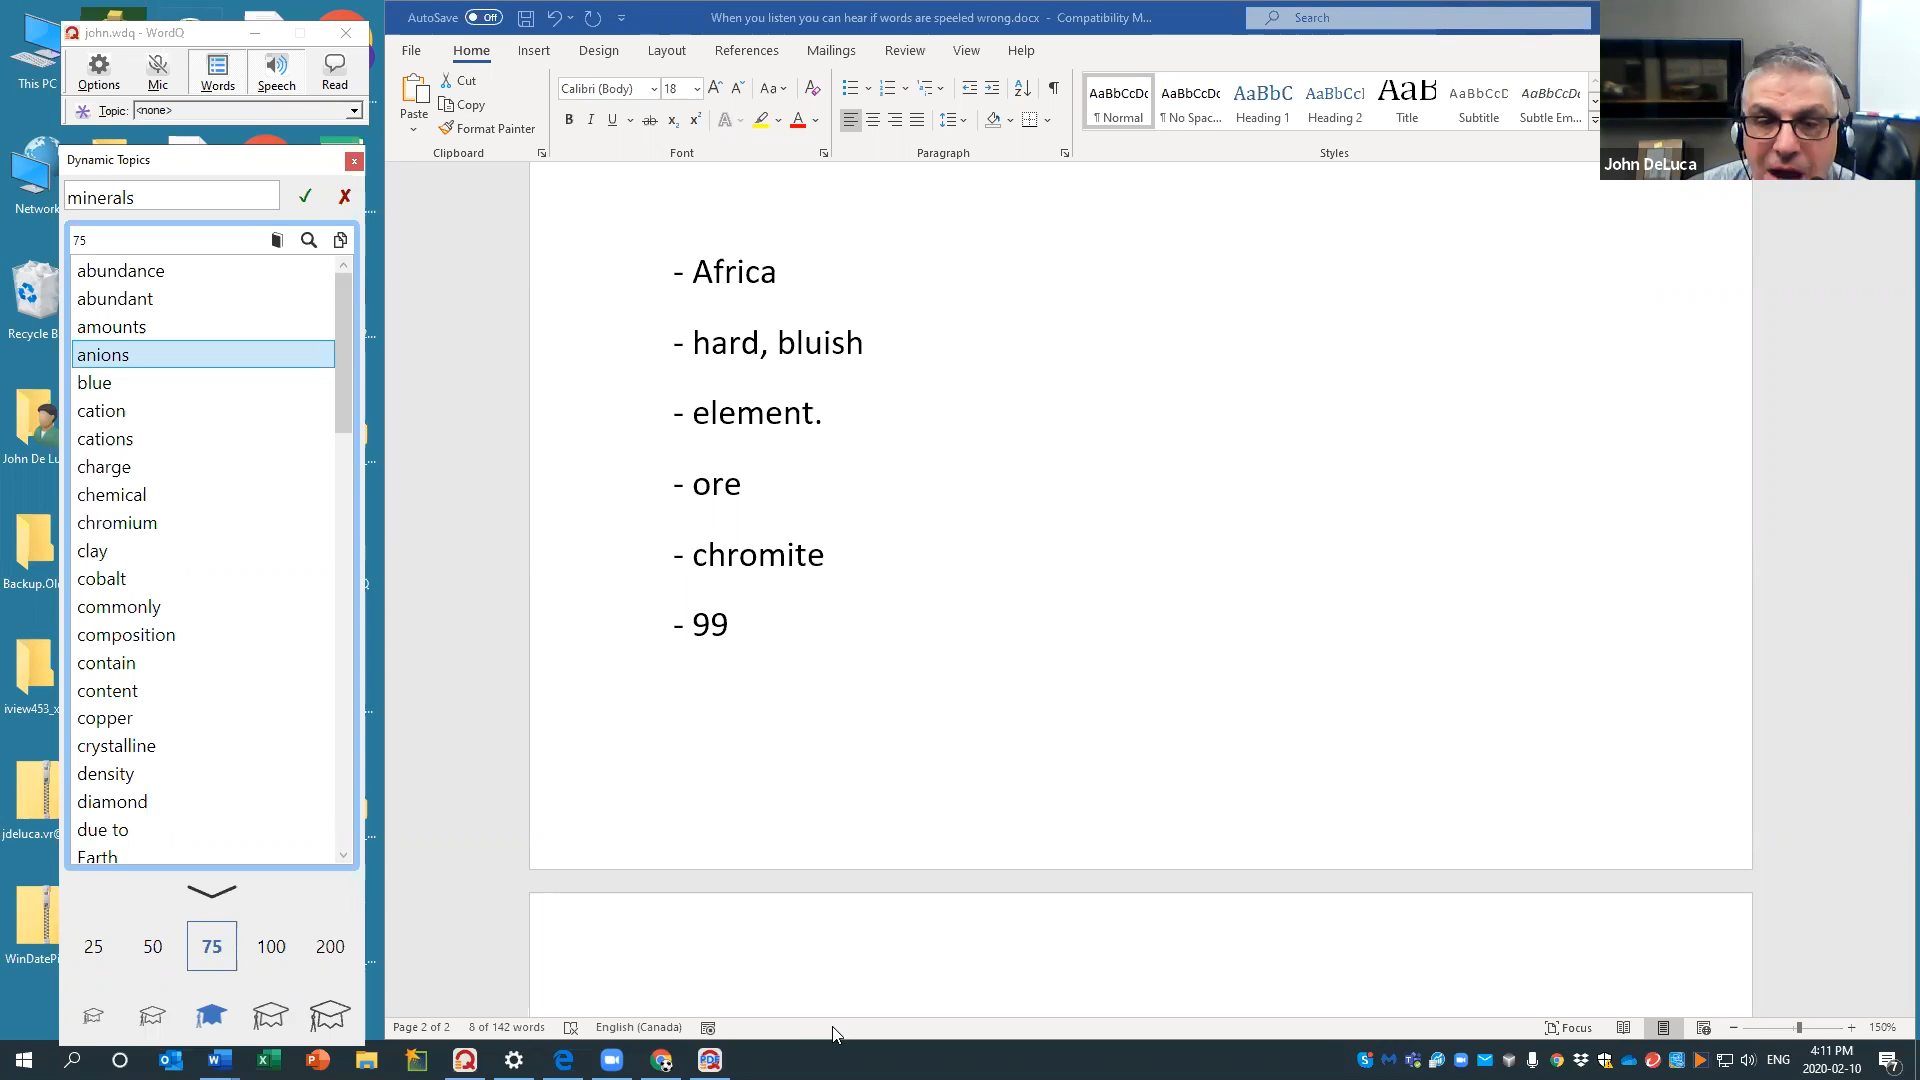 This PC
Network
Recycle B
John De Lu
Backup.Old
iview453_x
jdeluca.vr@
WinDatePi
john.wdq - WordQ
Options Mic Words Speech Read
Topic: <none>
Dynamic Topics
minerals
75
abundance
abundant
amounts
anions
blue
cation
cations
charge
chemical
chromium
clay
cobalt
commonly
composition
contain
content
copper
crystalline
density
diamond
due to
Earth
25 50 75 100 200
AutoSave Off When you listen you can hear if words are speeled wrong.docx - Compatibility M... Search
File Home Insert Design Layout References Mailings Review View Help
Paste
Cut
Copy
Format Painter
Clipboard
Calibri (Body) 18
Font
Paragraph
AaBbCcDc AaBbCcDc AaBbC AaBbCcI AaB AaBbCcD AaBbCcDc
¶ Normal ¶ No Spac... Heading 1 Heading 2 Title Subtitle Subtle Em...
Styles
John DeLuca
- Africa
- hard, bluish
- element.
- ore
- chromite
- 99
Page 2 of 2 8 of 142 words English (Canada) Focus 150%
ENG 4:11 PM
2020-02-10
7